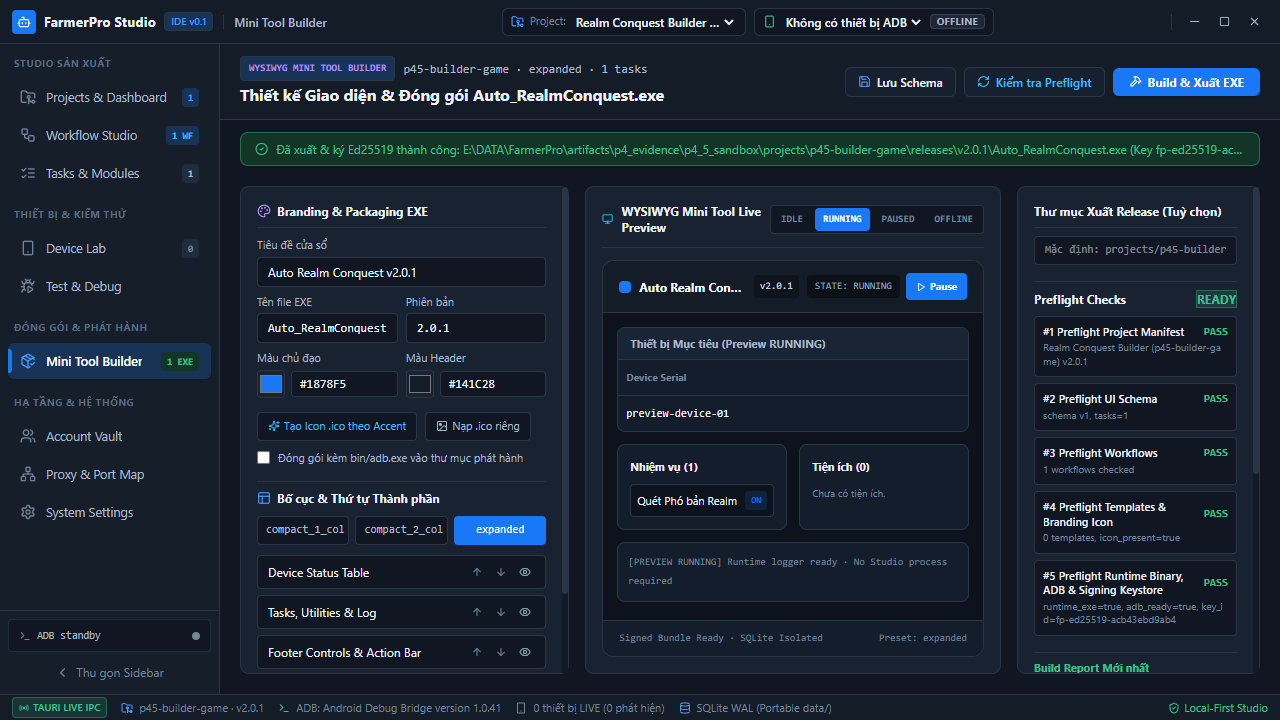 FarmerPro Studio IDE v0.1 Mini Tool Builder Project: Realm Conquest Builder ... Không có thiết bị ADB OFFLINE
STUDIO SẢN XUẤT
Projects & Dashboard 1
Workflow Studio 1 WF
Tasks & Modules 1
THIẾT BỊ & KIỂM THỬ
Device Lab 0
Test & Debug
ĐÓNG GÓI & PHÁT HÀNH
Mini Tool Builder 1 EXE
HẠ TẦNG & HỆ THỐNG
Account Vault
Proxy & Port Map
System Settings
ADB standby
Thu gọn Sidebar
WYSIWYG MINI TOOL BUILDER p45-builder-game · expanded · 1 tasks
Thiết kế Giao diện & Đóng gói Auto_RealmConquest.exe
Lưu Schema Kiểm tra Preflight Build & Xuất EXE
Đã xuất & ký Ed25519 thành công: E:\DATA\FarmerPro\artifacts\p4_evidence\p4_5_sandbox\projects\p45-builder-game\releases\v2.0.1\Auto_RealmConquest.exe (Key fp-ed25519-ac...
Branding & Packaging EXE
Tiêu đề cửa sổ
Auto Realm Conquest v2.0.1
Tên file EXE Phiên bản
Auto_RealmConquest 2.0.1
Màu chủ đạo Màu Header
#1878F5 #141C28
Tạo Icon .ico theo Accent Nạp .ico riêng
Đóng gói kèm bin/adb.exe vào thư mục phát hành
Bố cục & Thứ tự Thành phần
compact_1_col compact_2_col expanded
Device Status Table
Tasks, Utilities & Log
Footer Controls & Action Bar
WYSIWYG Mini Tool Live
Preview
IDLE RUNNING PAUSED OFFLINE
Auto Realm Con... v2.0.1 STATE: RUNNING Pause
Thiết bị Mục tiêu (Preview RUNNING)
Device Serial
preview-device-01
Nhiệm vụ (1)
Quét Phó bản Realm ON
Tiện ích (0)
Chưa có tiện ích.
[PREVIEW RUNNING] Runtime logger ready · No Studio process
required
Signed Bundle Ready · SQLite Isolated Preset: expanded
Thư mục Xuất Release (Tuỳ chọn)
Mặc định: projects/p45-builder
Preflight Checks READY
#1 Preflight Project Manifest PASS
Realm Conquest Builder (p45-builder-ga
me) v2.0.1
#2 Preflight UI Schema PASS
schema v1, tasks=1
#3 Preflight Workflows PASS
1 workflows checked
#4 Preflight Templates &
Branding Icon PASS
0 templates, icon_present=true
#5 Preflight Runtime Binary,
ADB & Signing Keystore PASS
runtime_exe=true, adb_ready=true, key_i
d=fp-ed25519-acb43ebd9ab4
Build Report Mới nhất
TAURI LIVE IPC p45-builder-game · v2.0.1 ADB: Android Debug Bridge version 1.0.41 0 thiết bị LIVE (0 phát hiện) SQLite WAL (Portable data/) Local-First Studio